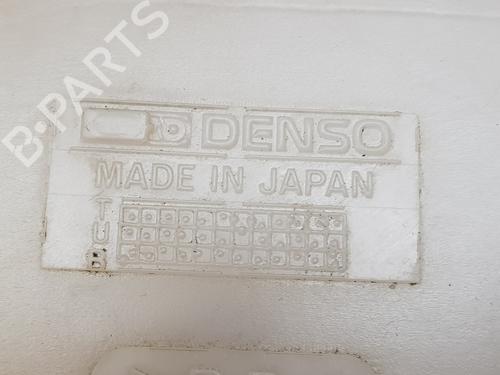 DENSO
MADE IN JAPAN
T
U
B
B-PARTS